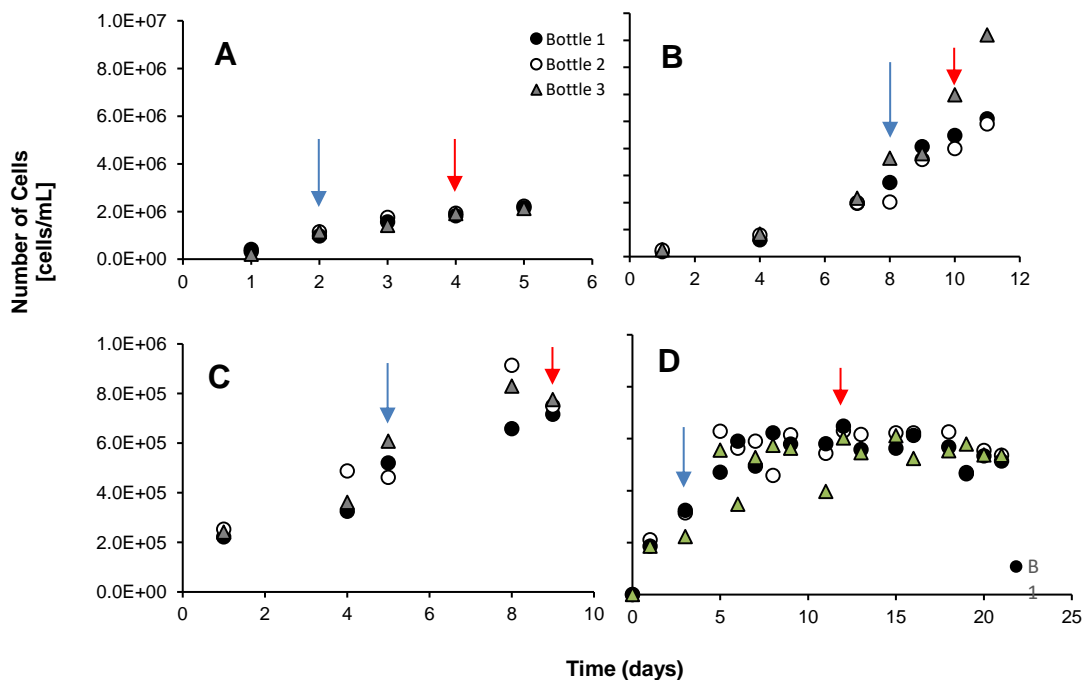 Number of Cells
[cells/mL]
1.0E+07
8.0E+06
6.0E+06
4.0E+06
2.0E+06
0.0E+00
A
Bottle 1
Bottle 2
Bottle 3
0 1 2 3 4 5 6
B
0 2 4 6 8 10 12
1.0E+06
8.0E+05
6.0E+05
4.0E+05
2.0E+05
0.0E+00
C
0 2 4 6 8 10
D
B
1
0 5 10 15 20 25
Time (days)